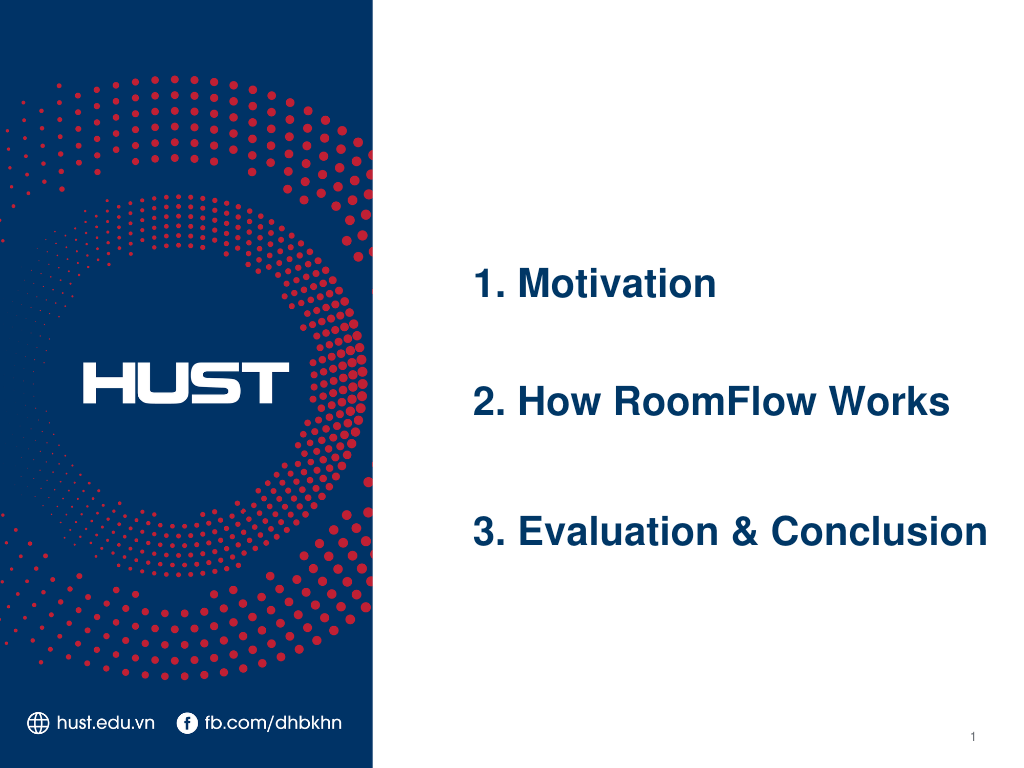 HUST
hust.edu.vn fb.com/dhbkhn
1. Motivation
2. How RoomFlow Works
3. Evaluation & Conclusion
1